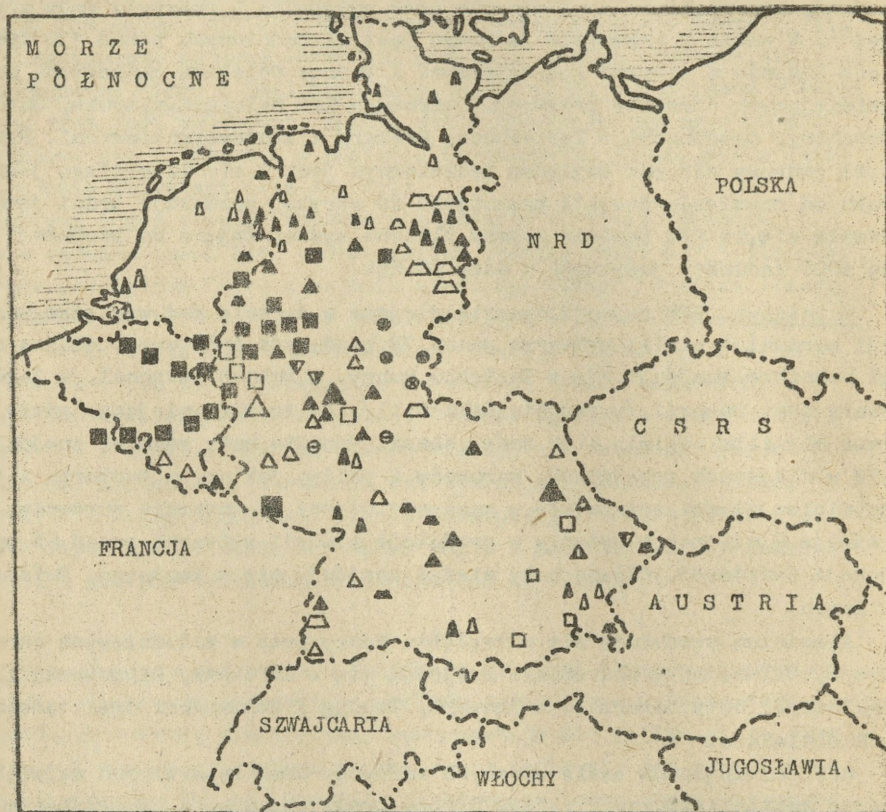 MORZE
PÓŁNOCNE
POLSKA
NRD
CSRS
FRANCJA
AUSTRIA
SZWAJCARIA
WŁOCHY
JUGOSŁAWIA